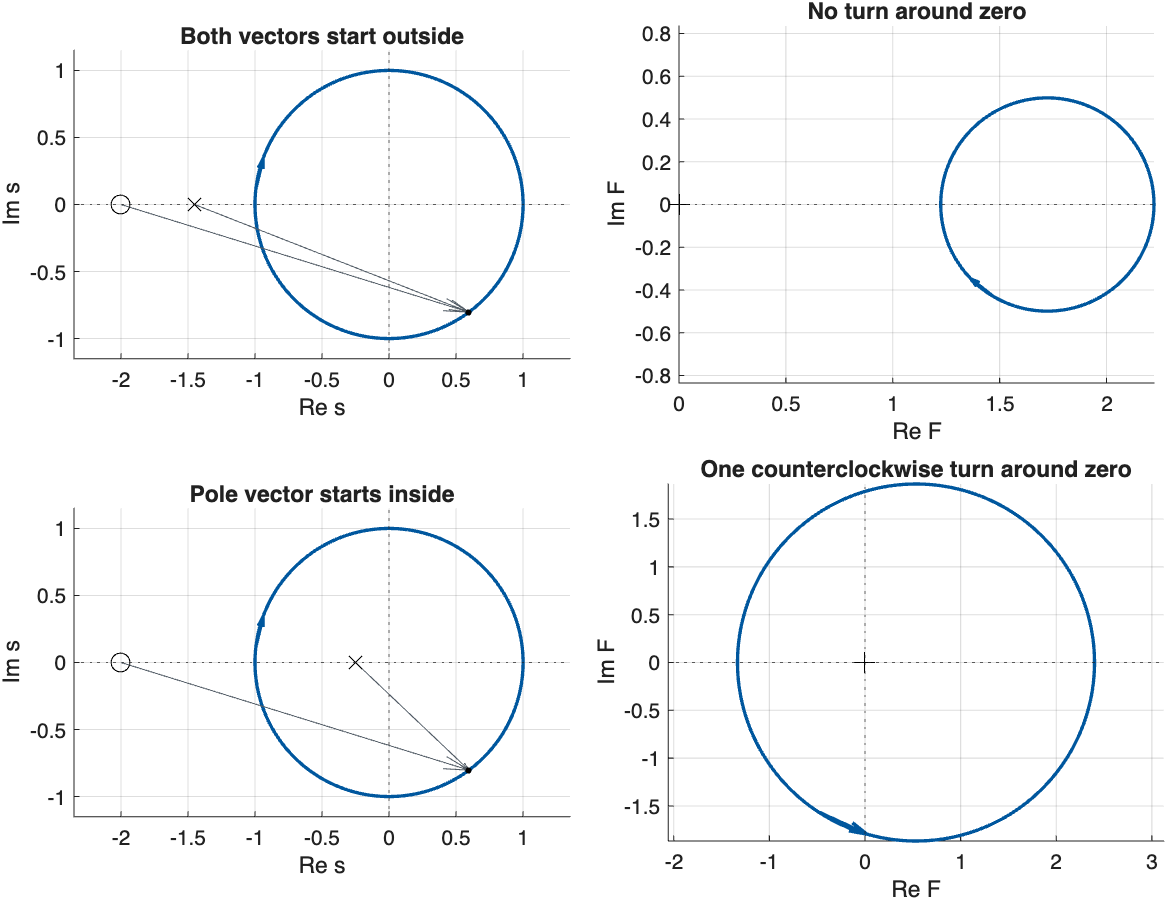 Both vectors start outside
1
0.5
0
-0.5
-1
Im s
-2 -1.5 -1 -0.5 0 0.5 1
Re s
No turn around zero
0.8
0.6
0.4
0.2
0
-0.2
-0.4
-0.6
-0.8
Im F
0 0.5 1 1.5 2
Re F
Pole vector starts inside
1
0.5
0
-0.5
-1
Im s
-2 -1.5 -1 -0.5 0 0.5 1
Re s
One counterclockwise turn around zero
1.5
1
0.5
0
-0.5
-1
-1.5
Im F
-2 -1 0 1 2 3
Re F